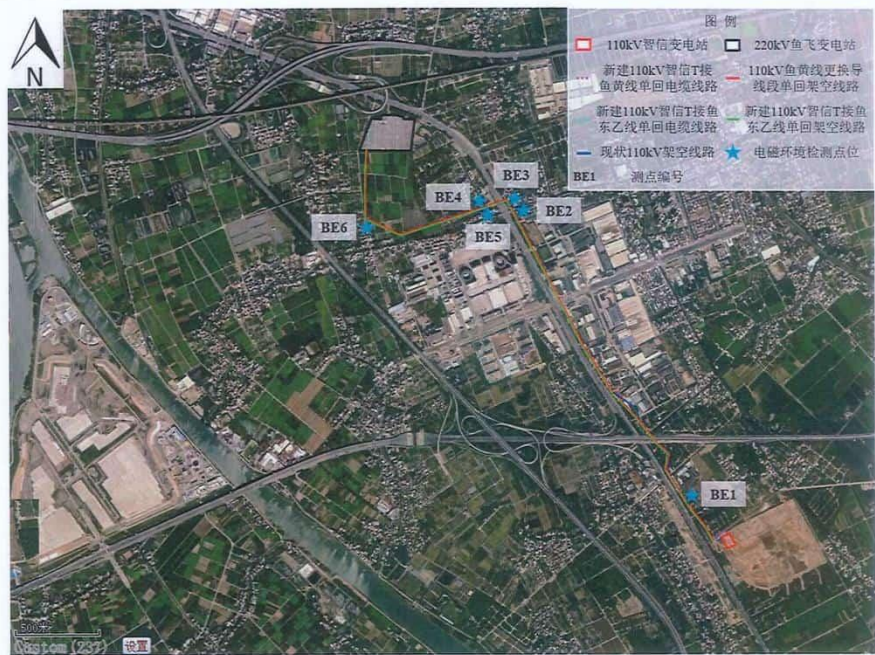 N
图 例
110kV智信变电站
220kV鱼飞变电站
新建110kV智信T接
鱼黄线单回电缆线路
110kV鱼黄线更换导
线段单回架空线路
新建110kV智信T接鱼
东乙线单回电缆线路
新建110kV智信T接鱼
东乙线单回架空线路
现状110kV架空线路
电磁环境检测点位
BE1 测点编号
BE3
BE4
BE2
BE5
BE6
BE1
500米
Custom(237) 设置